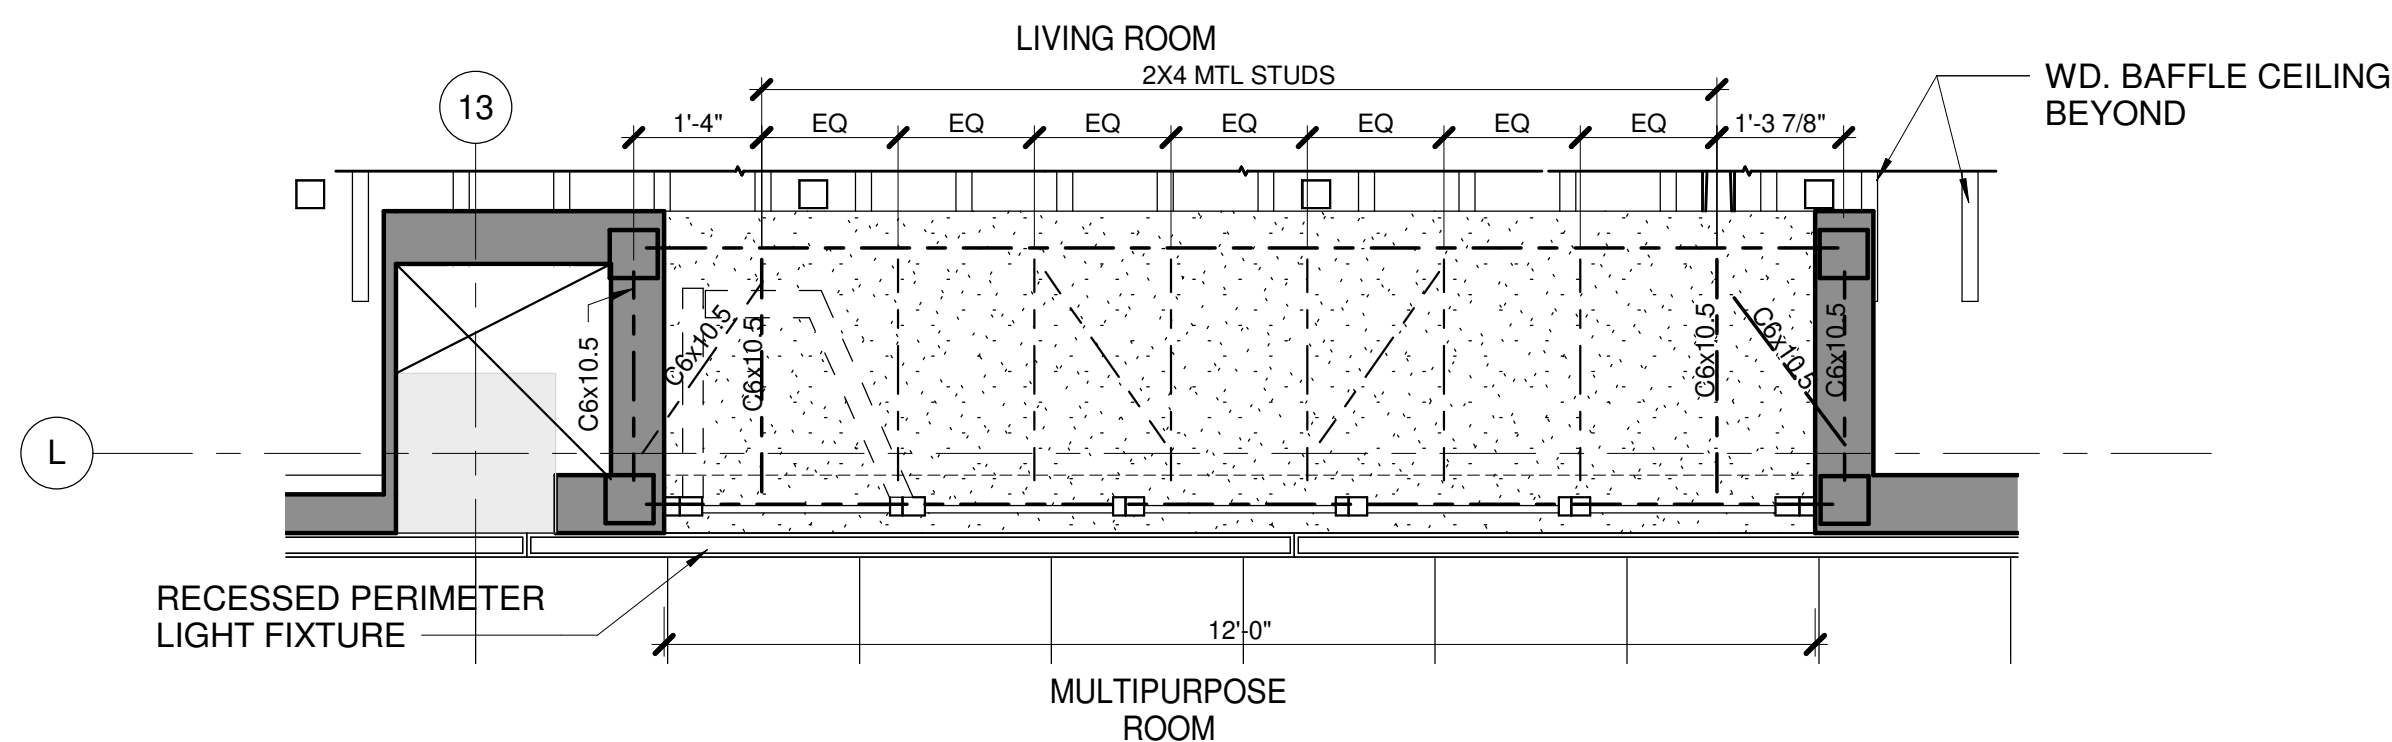 LIVING ROOM
2X4 MTL STUDS
WD. BAFFLE CEILING
BEYOND
13
1'-4"
EQ
EQ
EQ
EQ
EQ
EQ
EQ
1'-3 7/8"
C6x10.5
C6x10.5
C6x10.5
C6x10.5
C6x10.5
C6x10.5
L
RECESSED PERIMETER
LIGHT FIXTURE
12'-0"
MULTIPURPOSE
ROOM